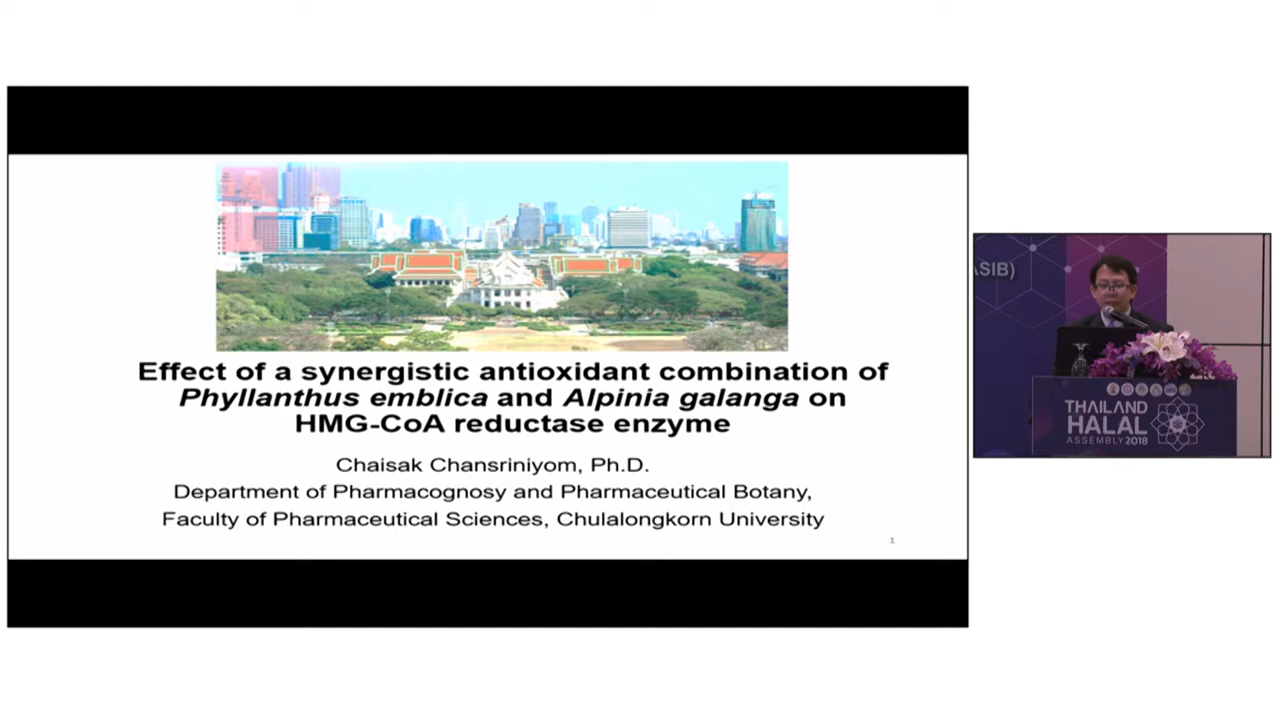 Effect of a synergistic antioxidant combination of
Phyllanthus emblica and Alpinia galanga on
HMG-CoA reductase enzyme
Chaisak Chansriniyom, Ph.D.
Department of Pharmacognosy and Pharmaceutical Botany,
Faculty of Pharmaceutical Sciences, Chulalongkorn University
1
ASIB)
THAILAND
HALAL
ASSEMBLY 2018